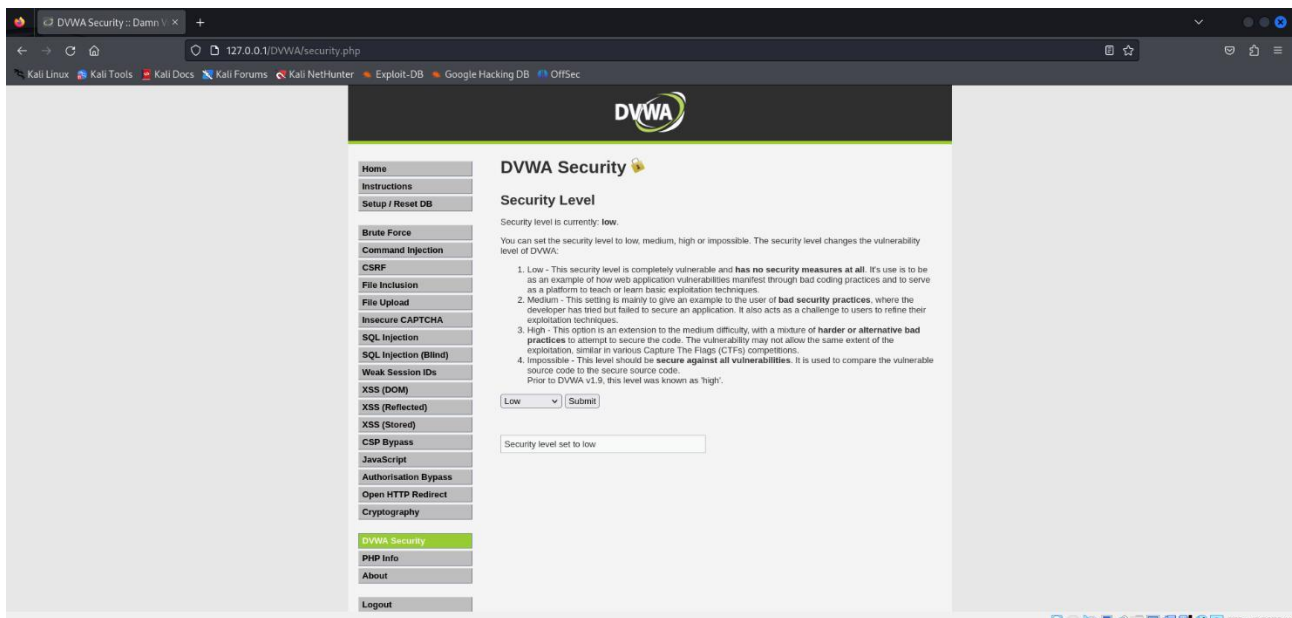 DVWA Security :: Damn V
127.0.0.1/DVWA/security.php
Kali Linux Kali Tools Kali Docs Kali Forums Kali NetHunter Exploit-DB Google Hacking DB OffSec
DVWA
Home
Instructions
Setup / Reset DB
Brute Force
Command Injection
CSRF
File Inclusion
File Upload
Insecure CAPTCHA
SQL Injection
SQL Injection (Blind)
Weak Session IDs
XSS (DOM)
XSS (Reflected)
XSS (Stored)
CSP Bypass
JavaScript
Authorisation Bypass
Open HTTP Redirect
Cryptography
DVWA Security
PHP Info
About
Logout
DVWA Security
Security Level
Security level is currently: low.
You can set the security level to low, medium, high or impossible. The security level changes the vulnerability
level of DVWA:
1. Low - This security level is completely vulnerable and has no security measures at all. It's use is to be
as an example of how web application vulnerabilities manifest through bad coding practices and to serve
as a platform to teach or learn basic exploitation techniques.
2. Medium - This setting is mainly to give an example to the user of bad security practices, where the
developer has tried but failed to secure an application. It also acts as a challenge to users to refine their
exploitation techniques.
3. High - This option is an extension to the medium difficulty, with a mixture of harder or alternative bad
practices to attempt to secure the code. The vulnerability may not allow the same extent of the
exploitation, similar in various Capture The Flags (CTFs) competitions.
4. Impossible - This level should be secure against all vulnerabilities. It is used to compare the vulnerable
source code to the secure source code.
Prior to DVWA v1.9, this level was known as 'high'.
Low Submit
Security level set to low